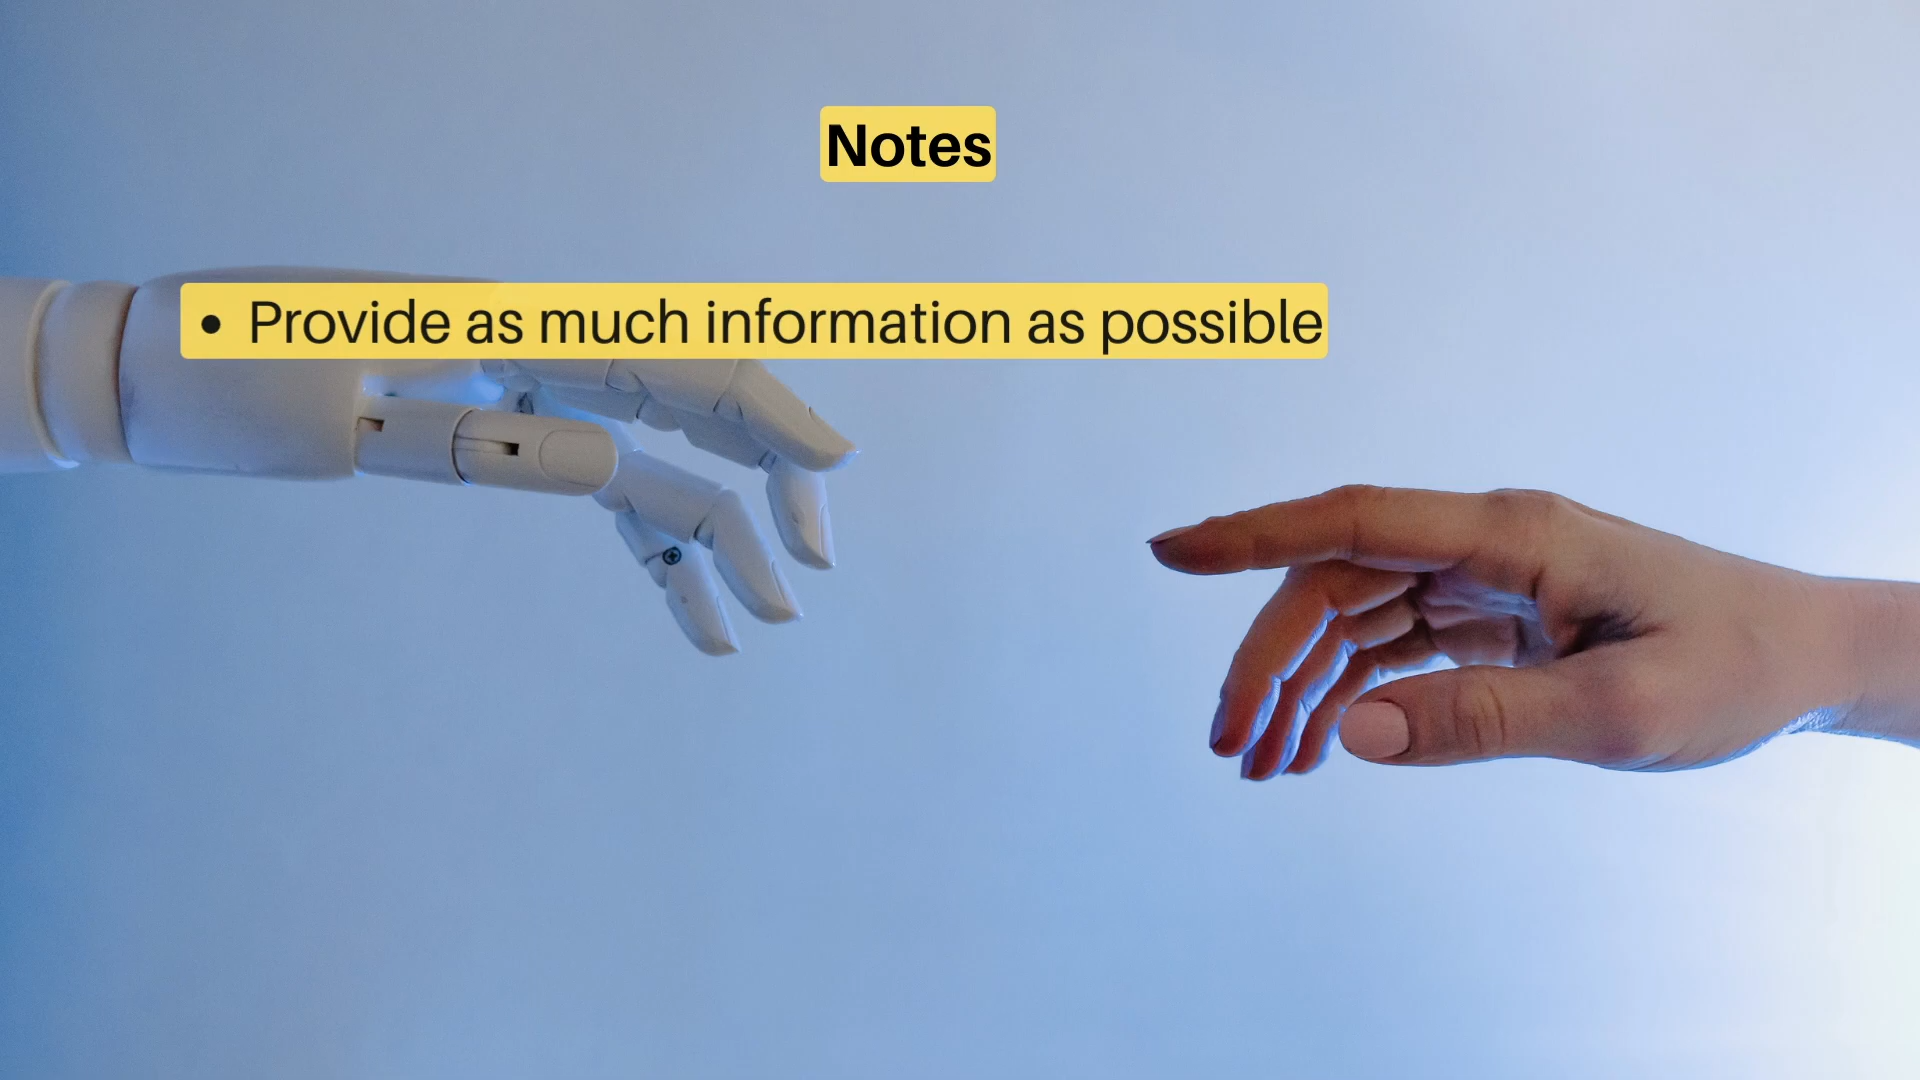 Notes
• Provide as much information as possible